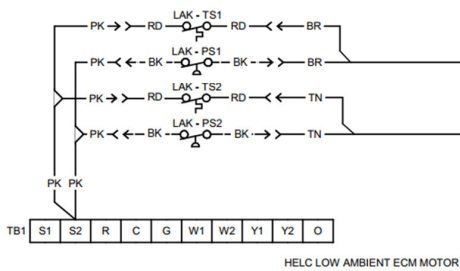 LAK - TS1
PK RD RD BR
LAK - PS1
PK BK BK BR
LAK - TS2
PK RD RD TN
LAK - PS2
PK BK BK TN
PK PK
TB1 S1 S2 R C G W1 W2 Y1 Y2 O
HELC LOW AMBIENT ECM MOTOR